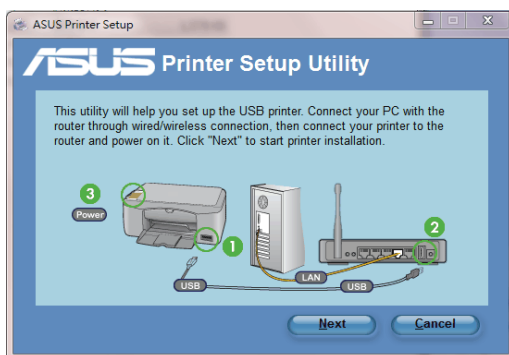 ASUS Printer Setup
ASUS Printer Setup Utility
This utility will help you set up the USB printer. Connect your PC with the
router through wired/wireless connection, then connect your printer to the
router and power on it. Click "Next" to start printer installation.
3
Power
1
2
LAN
USB
USB
Next
Cancel